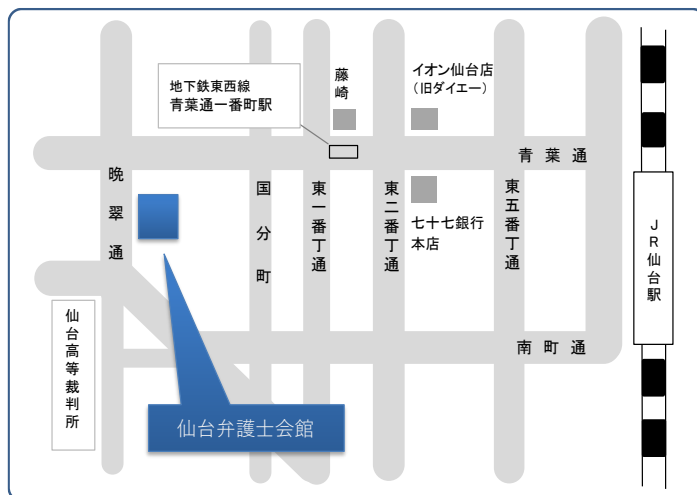 地下鉄東西線
青葉通一番町駅
藤崎
イオン仙台店
（旧ダイエー）
青葉通
晩翠通
国分町
東一番丁通
東二番丁通
七十七銀行
本店
東五番丁通
ＪＲ仙台駅
仙台高等裁判所
南町通
仙台弁護士会館